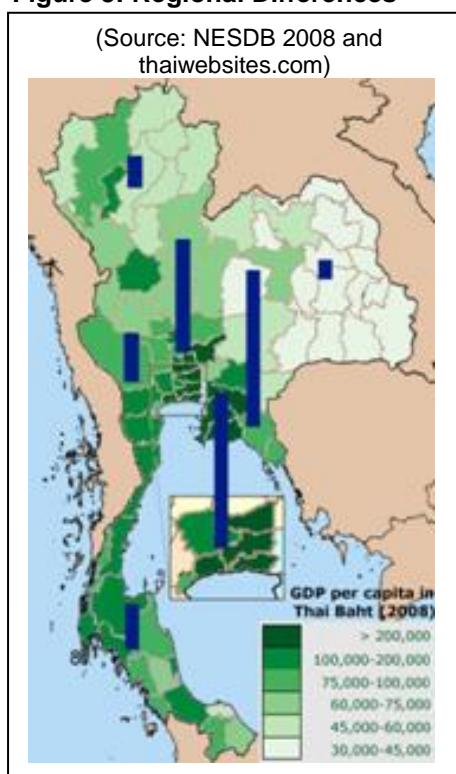 Figure 3: Regional Differences
(Source: NESDB 2008 and
thaiwebsites.com)
GDP per capita in
Thai Baht (2008)
> 200,000
100,000-200,000
75,000-100,000
60,000-75,000
45,000-60,000
30,000-45,000